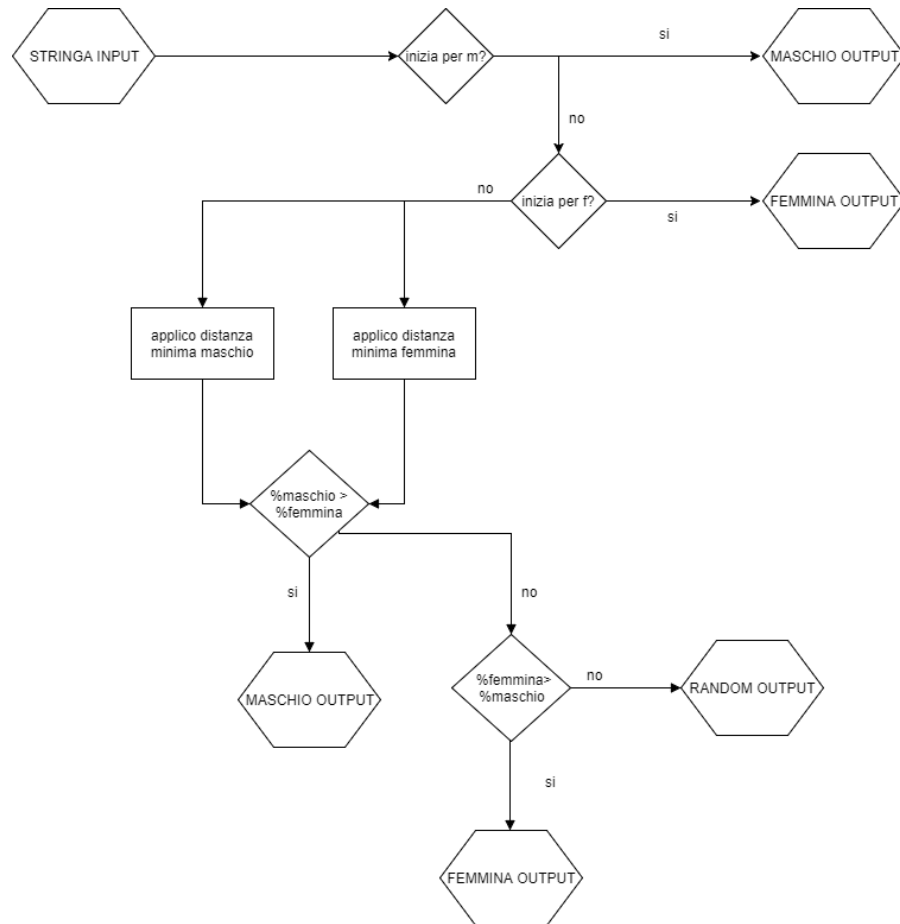 STRINGA INPUT
inizia per m?
si
MASCHIO OUTPUT
no
inizia per f?
no
si
FEMMINA OUTPUT
applico distanza
minima maschio
applico distanza
minima femmina
%maschio >
%femmina
si
no
MASCHIO OUTPUT
%femmina>
%maschio
no
RANDOM OUTPUT
si
FEMMINA OUTPUT